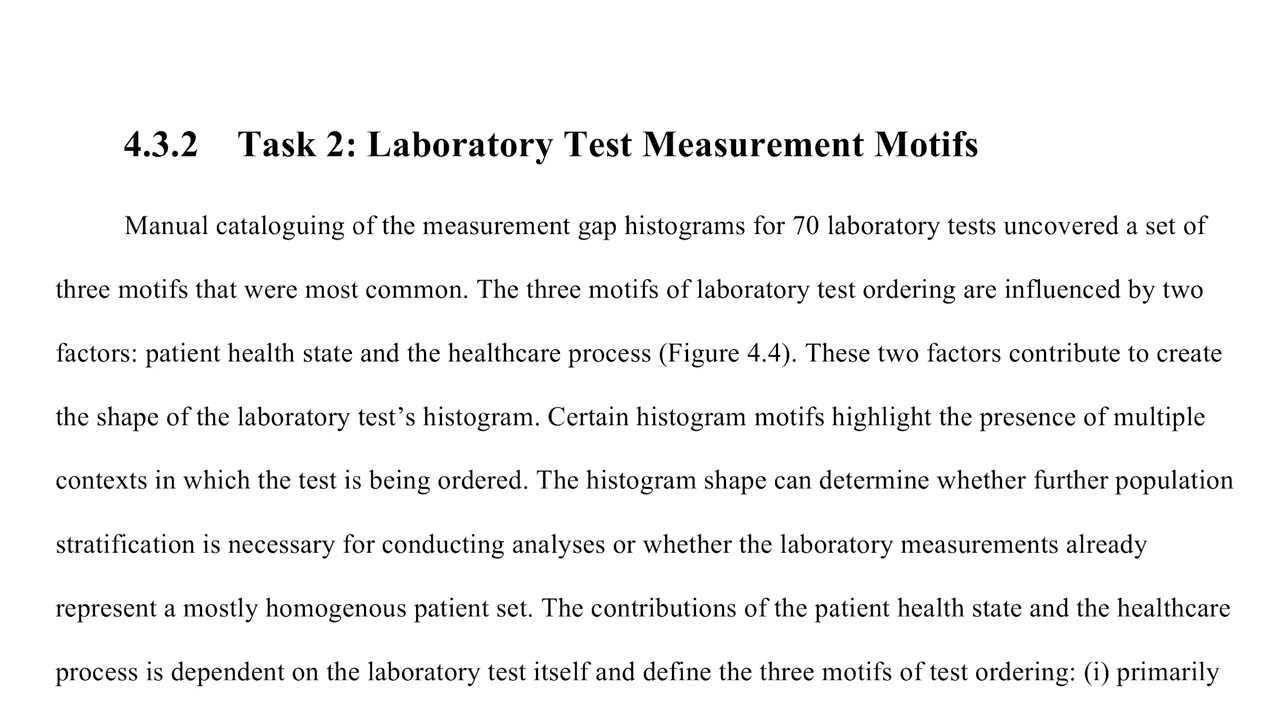 4.3.2 Task 2: Laboratory Test Measurement Motifs
Manual cataloguing of the measurement gap histograms for 70 laboratory tests uncovered a set of
three motifs that were most common. The three motifs of laboratory test ordering are influenced by two
factors: patient health state and the healthcare process (Figure 4.4). These two factors contribute to create
the shape of the laboratory test’s histogram. Certain histogram motifs highlight the presence of multiple
contexts in which the test is being ordered. The histogram shape can determine whether further population
stratification is necessary for conducting analyses or whether the laboratory measurements already
represent a mostly homogenous patient set. The contributions of the patient health state and the healthcare
process is dependent on the laboratory test itself and define the three motifs of test ordering: (i) primarily